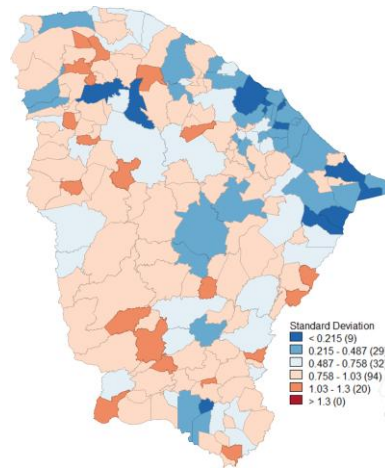 Standard Deviation
< 0.215 (9)
0.215 - 0.487 (29)
0.487 - 0.758 (32)
0.758 - 1.03 (94)
1.03 - 1.3 (20)
> 1.3 (0)